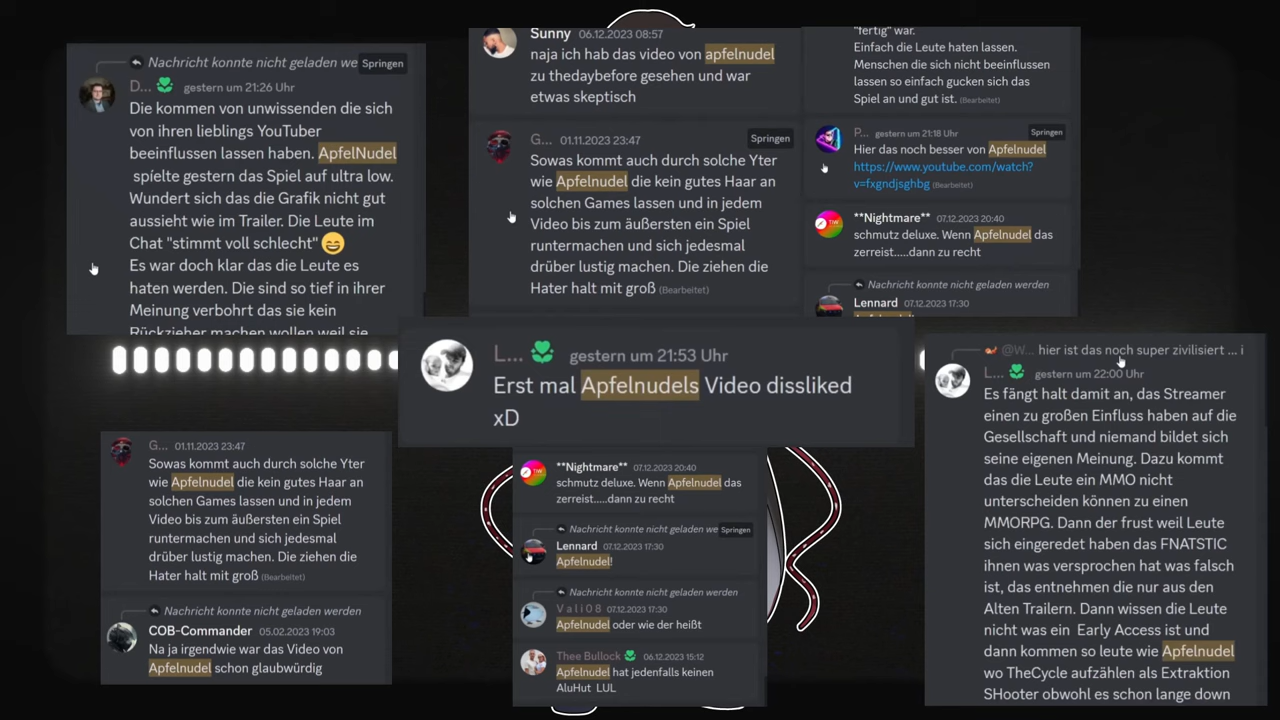 Nachricht konnte nicht geladen we
Springen
D... gestern um 21:26 Uhr
Die kommen von unwissenden die sich
von ihren lieblings YouTuber
beeinflussen lassen haben. ApfelNudel
spielte gestern das Spiel auf ultra low.
Wundert sich das die Grafik nicht gut
aussieht wie im Trailer. Die Leute im
Chat "stimmt voll schlecht" 😄
Es war doch klar das die Leute es
haten werden. Die sind so tief in ihrer
Meinung verbohrt das sie kein
Rückzieher machen wollen weil sie
Sunny 06.12.2023 08:57
naja ich hab das video von apfelnudel
zu thedaybefore gesehen und war
etwas skeptisch
G... 01.11.2023 23:47
Springen
Sowas kommt auch durch solche Yter
wie Apfelnudel die kein gutes Haar an
solchen Games lassen und in jedem
Video bis zum äußersten ein Spiel
runtermachen und sich jedesmal
drüber lustig machen. Die ziehen die
Hater halt mit groß (Bearbeitet)
"fertig" war.
Einfach die Leute haten lassen.
Menschen die sich nicht beeinflussen
lassen so einfach gucken sich das
Spiel an und gut ist. (Bearbeitet)
P... gestern um 21:18 Uhr
Springen
Hier das noch besser von Apfelnudel
https://www.youtube.com/watch?
v=fxgndjsghbg (Bearbeitet)
**Nightmare** 07.12.2023 20:40
schmutz deluxe. Wenn Apfelnudel das
zerreist.....dann zu recht
Nachricht konnte nicht geladen werden
Lennard 07.12.2023 17:30
L... gestern um 21:53 Uhr
Erst mal Apfelnudels Video dissliked
xD
@W... hier ist das noch super zivilisiert ... i
L... gestern um 22:00 Uhr
Es fängt halt damit an, das Streamer
einen zu großen Einfluss haben auf die
Gesellschaft und niemand bildet sich
seine eigenen Meinung. Dazu kommt
das die Leute ein MMO nicht
unterscheiden können zu einen
MMORPG. Dann der frust weil Leute
sich eingeredet haben das FNATSTIC
ihnen was versprochen hat was falsch
ist, das entnehmen die nur aus den
Alten Trailern. Dann wissen die Leute
nicht was ein Early Access ist und
dann kommen so leute wie Apfelnudel
wo TheCycle aufzählen als Extraktion
SHooter obwohl es schon lange down
G... 01.11.2023 23:47
Sowas kommt auch durch solche Yter
wie Apfelnudel die kein gutes Haar an
solchen Games lassen und in jedem
Video bis zum äußersten ein Spiel
runtermachen und sich jedesmal
drüber lustig machen. Die ziehen die
Hater halt mit groß (Bearbeitet)
Nachricht konnte nicht geladen werden
COB-Commander 05.02.2023 19:03
Na ja irgendwie war das Video von
Apfelnudel schon glaubwürdig
**Nightmare** 07.12.2023 20:40
schmutz deluxe. Wenn Apfelnudel das
zerreist.....dann zu recht
Nachricht konnte nicht geladen we
Springen
Lennard 07.12.2023 17:30
Apfelnudel!
Nachricht konnte nicht geladen werden
Vali08 07.12.2023 17:30
Apfelnudel oder wie der heißt
Thee Bullock 06.12.2023 15:12
Apfelnudel hat jedenfalls keinen
AluHut LUL